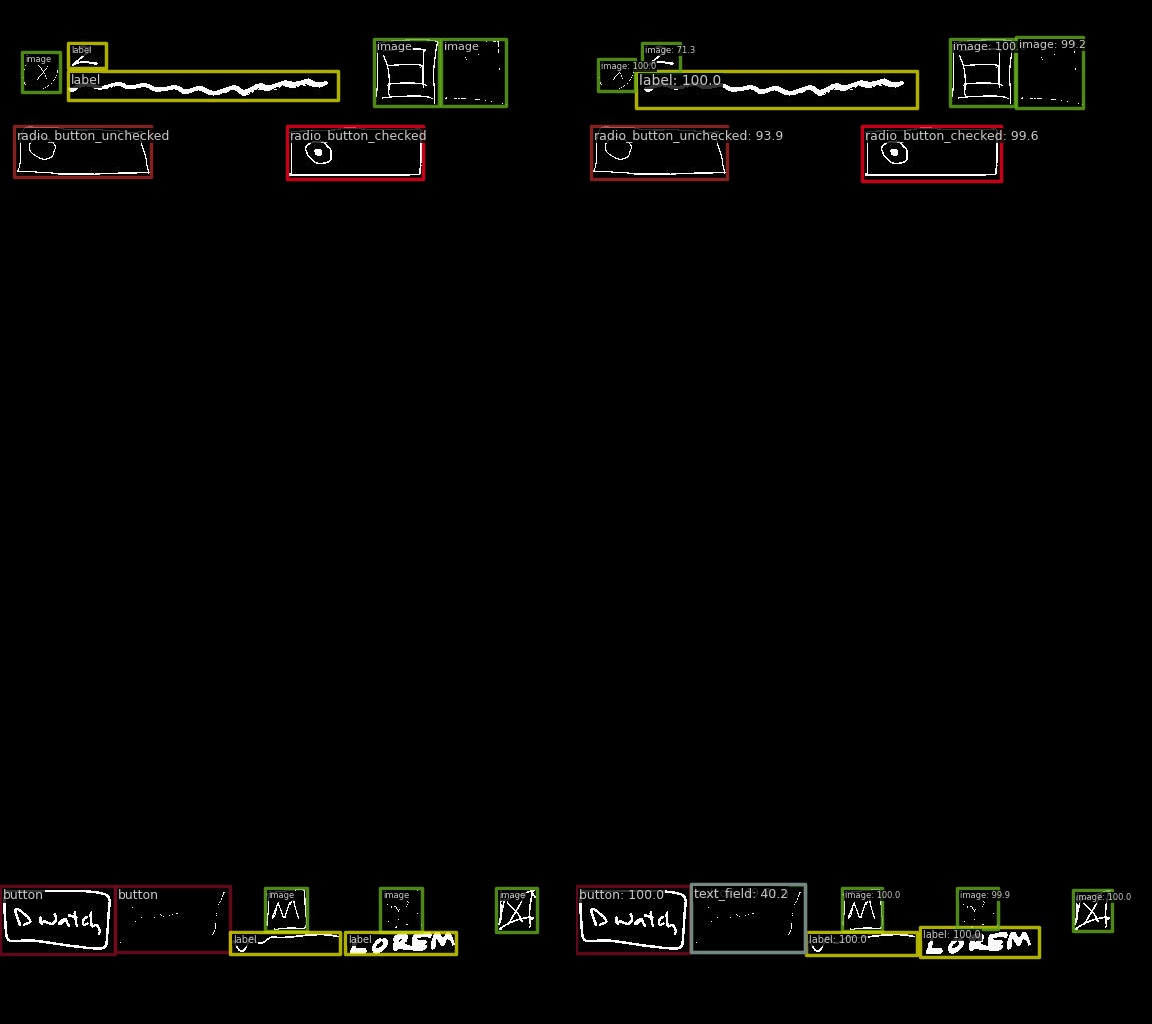 label
image
label
image
image
image: 71.3
image: 100.0
label: 100.0
image: 100
image: 99.2
radio_button_unchecked
radio_button_checked
radio_button_unchecked: 93.9
radio_button_checked: 99.6
button
D watch
button
image
M
label
image
label
LOREM
image
button: 100.0
D watch
text_field: 40.2
image: 100.0
M
label: 100.0
image: 99.9
label: 100.0
LOREM
image: 100.0